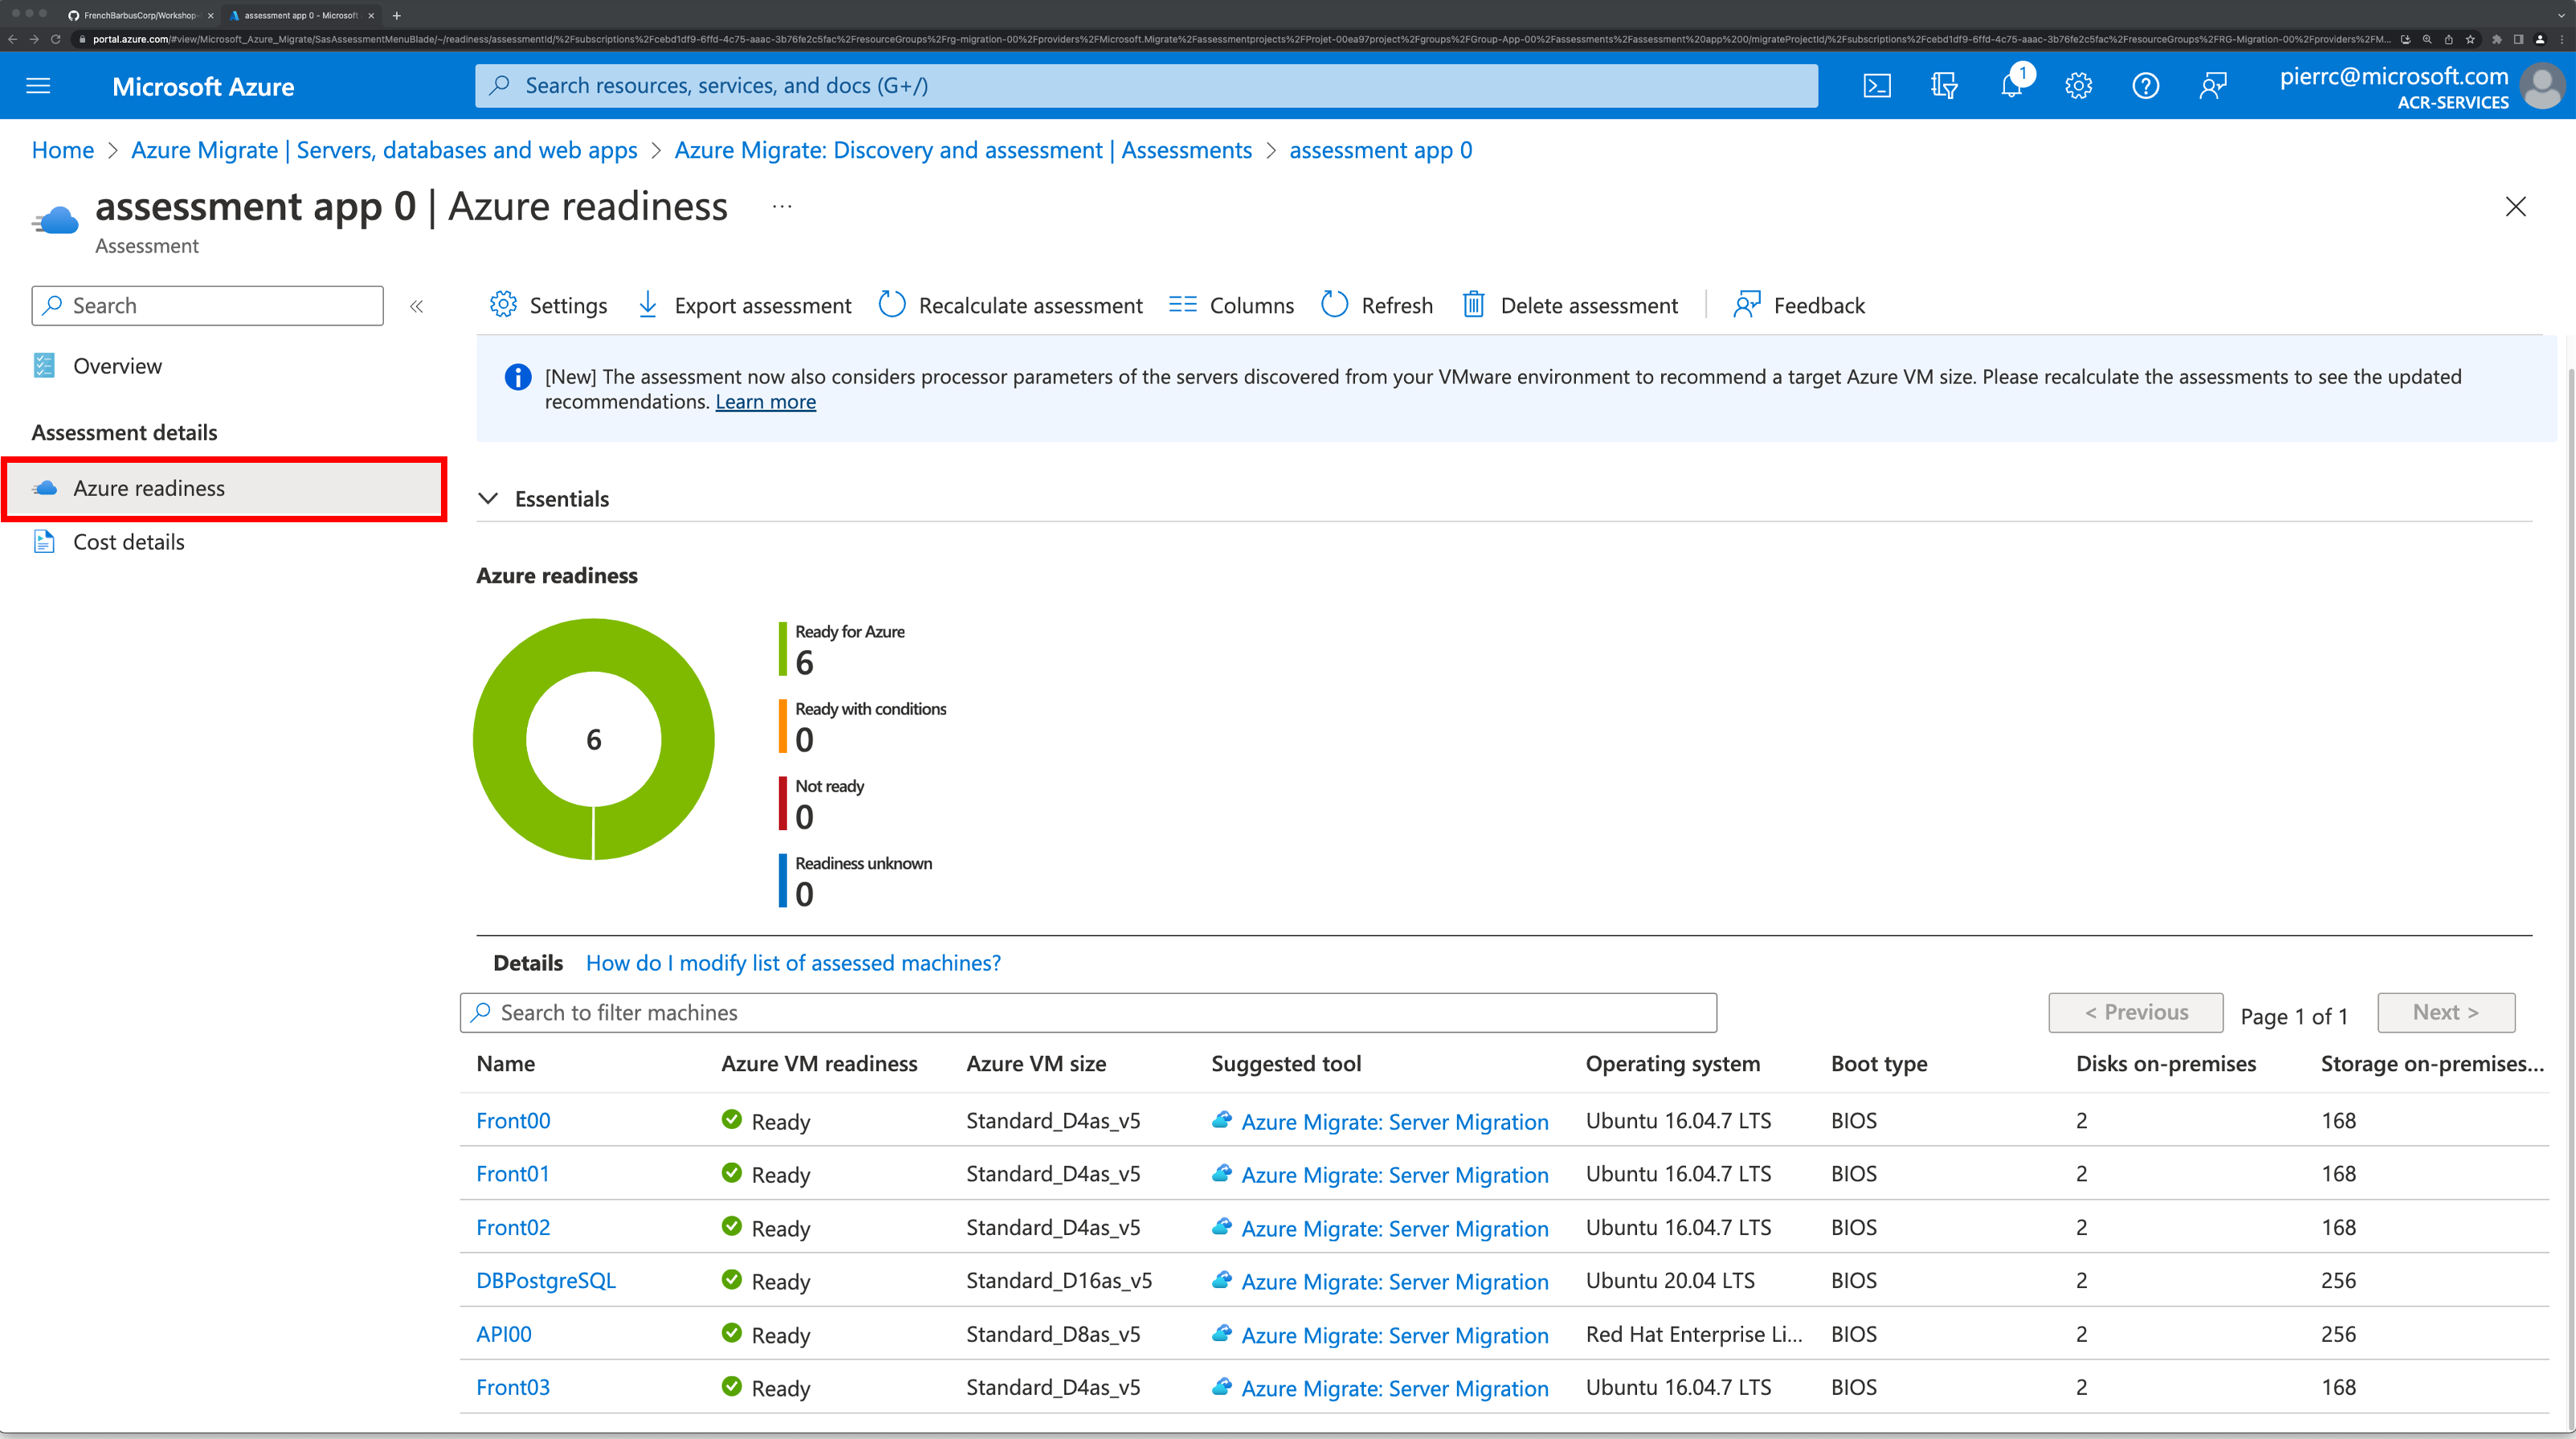 FrenchBarbusCorp/Workshop-
assessment app 0 - Microsoft
portal.azure.com/#view/Microsoft_Azure_Migrate/SasAssessmentMenuBlade/~/readiness/assessmentId/%2Fsubscriptions%2Fcebd1df9-6ffd-4c75-aaac-3b76fe2c5fac%2FresourceGroups%2Frg-migration-00%2Fproviders%2FMicrosoft.Migrate%2Fassessmentprojects%2FProjet-00ea97project%2Fgroups%2FGroup-App-00%2Fassessments%2Fassessment%20app%200/migrateProjectId/%2Fsubscriptions%2Fcebd1df9-6ffd-4c75-aaac-3b76fe2c5fac%2FresourceGroups%2FRG-Migration-00%2Fproviders%2FM...
Microsoft Azure
Search resources, services, and docs (G+/)
1
pierrc@microsoft.com
ACR-SERVICES
Home > Azure Migrate | Servers, databases and web apps > Azure Migrate: Discovery and assessment | Assessments > assessment app 0
assessment app 0 | Azure readiness ...
Assessment
Search
«
Settings Export assessment Recalculate assessment Columns Refresh Delete assessment Feedback
Overview
Assessment details
Azure readiness
Cost details
[New] The assessment now also considers processor parameters of the servers discovered from your VMware environment to recommend a target Azure VM size. Please recalculate the assessments to see the updated
recommendations. Learn more
Essentials
Azure readiness
6
Ready for Azure
6
Ready with conditions
0
Not ready
0
Readiness unknown
0
Details How do I modify list of assessed machines?
Search to filter machines
< Previous Page 1 of 1 Next >
Name Azure VM readiness Azure VM size Suggested tool Operating system Boot type Disks on-premises Storage on-premises...
Front00 Ready Standard_D4as_v5 Azure Migrate: Server Migration Ubuntu 16.04.7 LTS BIOS 2 168
Front01 Ready Standard_D4as_v5 Azure Migrate: Server Migration Ubuntu 16.04.7 LTS BIOS 2 168
Front02 Ready Standard_D4as_v5 Azure Migrate: Server Migration Ubuntu 16.04.7 LTS BIOS 2 168
DBPostgreSQL Ready Standard_D16as_v5 Azure Migrate: Server Migration Ubuntu 20.04 LTS BIOS 2 256
API00 Ready Standard_D8as_v5 Azure Migrate: Server Migration Red Hat Enterprise Li... BIOS 2 256
Front03 Ready Standard_D4as_v5 Azure Migrate: Server Migration Ubuntu 16.04.7 LTS BIOS 2 168